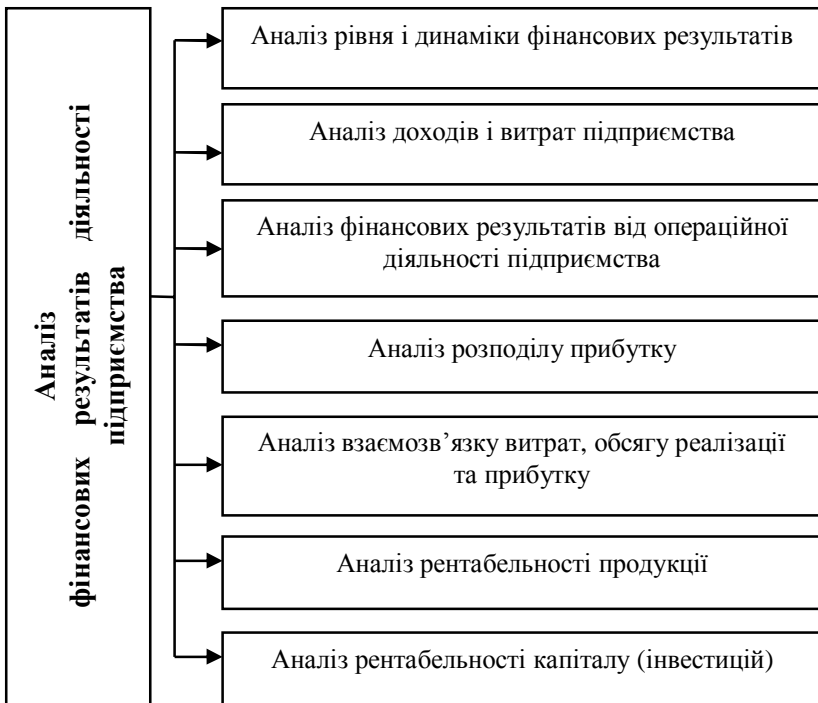 Аналіз
фінансових результатів діяльності
підприємства
Аналіз рівня і динаміки фінансових результатів
Аналіз доходів і витрат підприємства
Аналіз фінансових результатів від операційної
діяльності підприємства
Аналіз розподілу прибутку
Аналіз взаємозв’язку витрат, обсягу реалізації
та прибутку
Аналіз рентабельності продукції
Аналіз рентабельності капіталу (інвестицій)